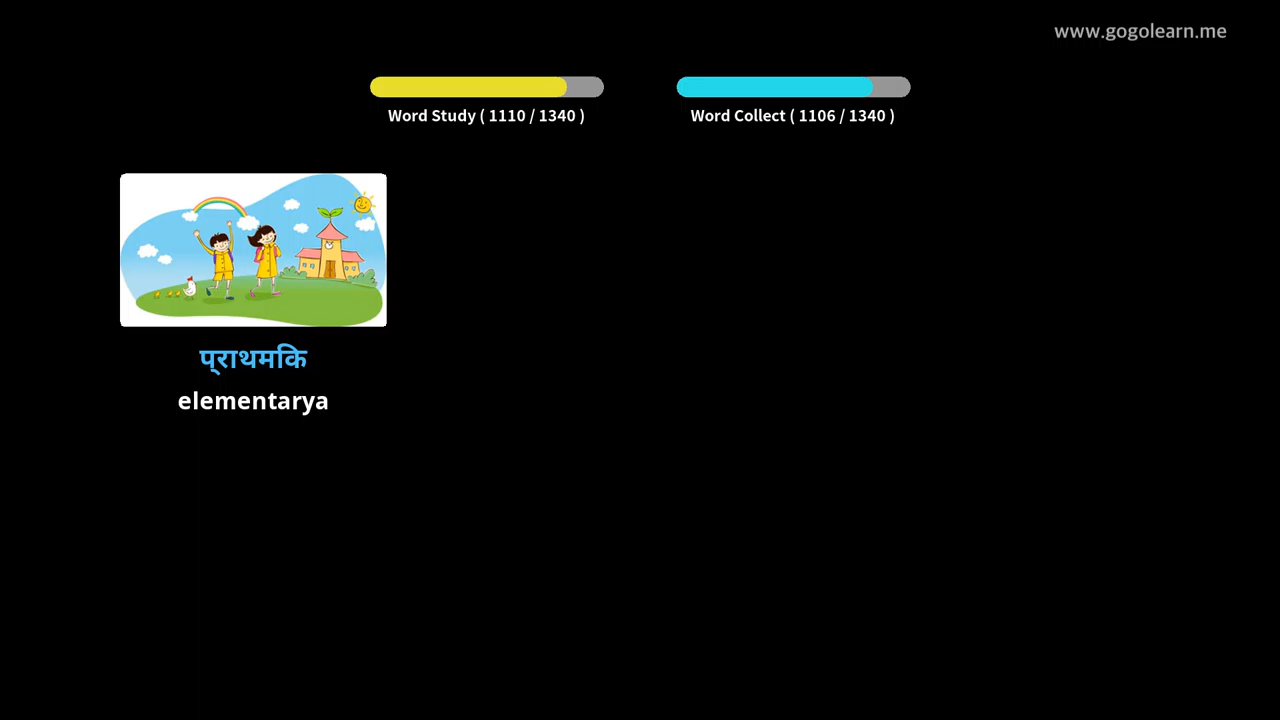 www.gogolearn.me
Word Study ( 1110 / 1340 )
Word Collect ( 1106 / 1340 )
प्राथमकि
elementarya